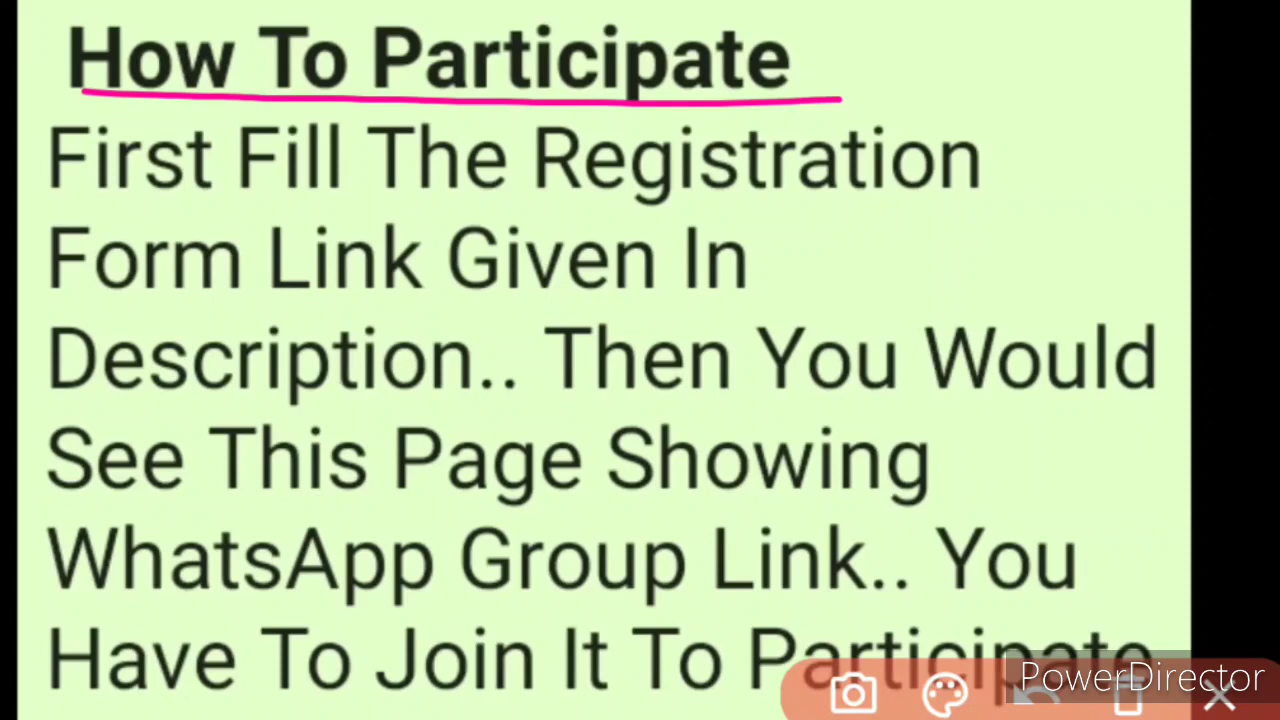 How To Participate
First Fill The Registration
Form Link Given In
Description.. Then You Would
See This Page Showing
WhatsApp Group Link.. You
Have To Join It To Participate
PowerDirector